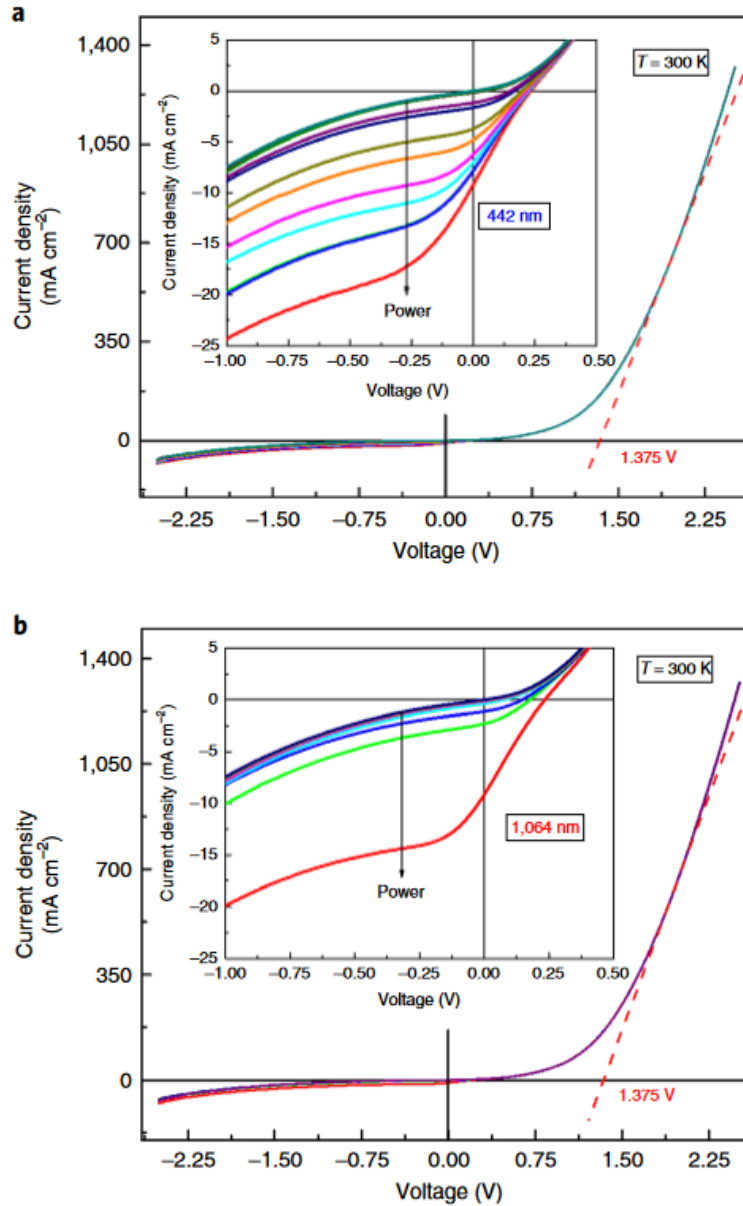 a
1,400
1,050
700
350
0
Current density
(mA cm⁻²)
−2.25 −1.50 −0.75 0.00 0.75 1.50 2.25
Voltage (V)
T = 300 K
1.375 V
5
0
−5
−10
−15
−20
−25
Current density (mA cm⁻²)
−1.00 −0.75 −0.50 −0.25 0.00 0.25 0.50
Voltage (V)
442 nm
Power
b
1,400
1,050
700
350
0
Current density
(mA cm⁻²)
−2.25 −1.50 −0.75 0.00 0.75 1.50 2.25
Voltage (V)
T = 300 K
1.375 V
5
0
−5
−10
−15
−20
−25
Current density (mA cm⁻²)
−1.00 −0.75 −0.50 −0.25 0.00 0.25 0.50
Voltage (V)
1,064 nm
Power